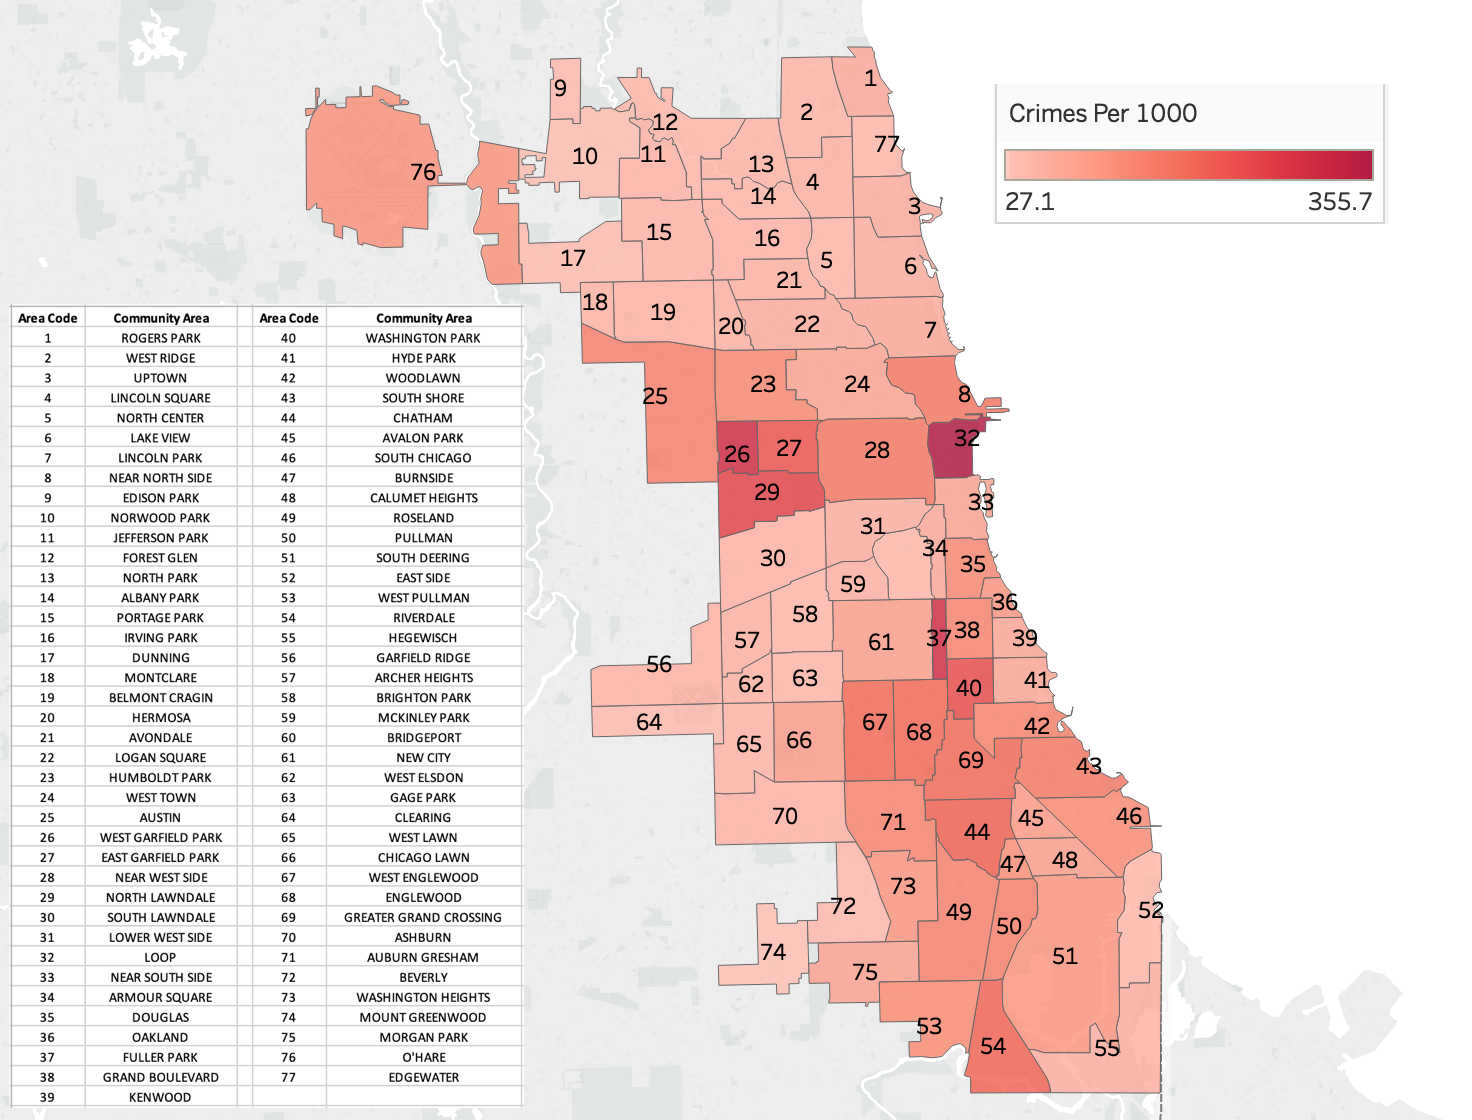 9
1
2
12
77
10
11
13
76
4
14
3
15
16
17
5
6
21
18
19
20
22
7
23
24
25
8
32
26
27
28
29
33
31
34
30
35
59
36
58
57
61
37
38
39
56
62
63
40
41
64
67
68
42
65
66
69
43
70
71
44
45
46
47
48
73
72
49
50
52
74
75
51
53
54
55
Crimes Per 1000
27.1 355.7
Area Code Community Area Area Code Community Area
1 ROGERS PARK 40 WASHINGTON PARK
2 WEST RIDGE 41 HYDE PARK
3 UPTOWN 42 WOODLAWN
4 LINCOLN SQUARE 43 SOUTH SHORE
5 NORTH CENTER 44 CHATHAM
6 LAKE VIEW 45 AVALON PARK
7 LINCOLN PARK 46 SOUTH CHICAGO
8 NEAR NORTH SIDE 47 BURNSIDE
9 EDISON PARK 48 CALUMET HEIGHTS
10 NORWOOD PARK 49 ROSELAND
11 JEFFERSON PARK 50 PULLMAN
12 FOREST GLEN 51 SOUTH DEERING
13 NORTH PARK 52 EAST SIDE
14 ALBANY PARK 53 WEST PULLMAN
15 PORTAGE PARK 54 RIVERDALE
16 IRVING PARK 55 HEGEWISCH
17 DUNNING 56 GARFIELD RIDGE
18 MONTCLARE 57 ARCHER HEIGHTS
19 BELMONT CRAGIN 58 BRIGHTON PARK
20 HERMOSA 59 MCKINLEY PARK
21 AVONDALE 60 BRIDGEPORT
22 LOGAN SQUARE 61 NEW CITY
23 HUMBOLDT PARK 62 WEST ELSDON
24 WEST TOWN 63 GAGE PARK
25 AUSTIN 64 CLEARING
26 WEST GARFIELD PARK 65 WEST LAWN
27 EAST GARFIELD PARK 66 CHICAGO LAWN
28 NEAR WEST SIDE 67 WEST ENGLEWOOD
29 NORTH LAWNDALE 68 ENGLEWOOD
30 SOUTH LAWNDALE 69 GREATER GRAND CROSSING
31 LOWER WEST SIDE 70 ASHBURN
32 LOOP 71 AUBURN GRESHAM
33 NEAR SOUTH SIDE 72 BEVERLY
34 ARMOUR SQUARE 73 WASHINGTON HEIGHTS
35 DOUGLAS 74 MOUNT GREENWOOD
36 OAKLAND 75 MORGAN PARK
37 FULLER PARK 76 O'HARE
38 GRAND BOULEVARD 77 EDGEWATER
39 KENWOOD